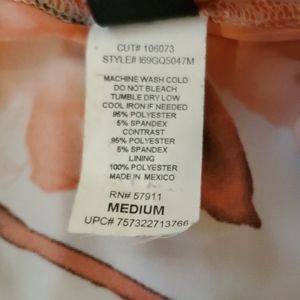 CUT# 106073
STYLE# I69GQ5047M
MACHINE WASH COLD
DO NOT BLEACH
TUMBLE DRY LOW
COOL IRON IF NEEDED
95% POLYESTER
5% SPANDEX
CONTRAST
95% POLYESTER
5% SPANDEX
LINING
100% POLYESTER
MADE IN MEXICO
RN# 57911
MEDIUM
UPC# 757322713766